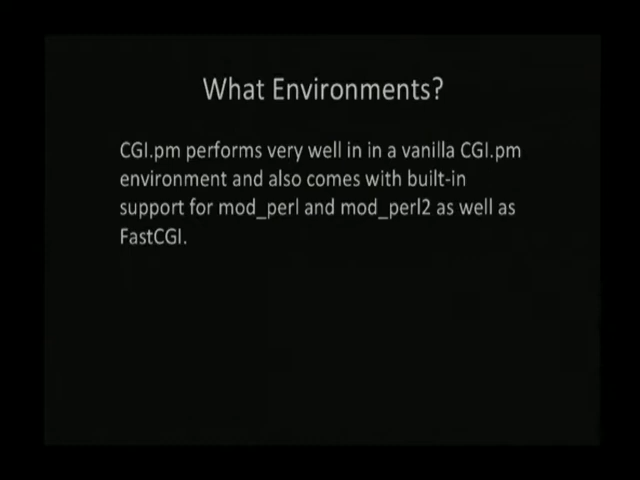 What Environments?
CGI.pm performs very well in in a vanilla CGI.pm
environment and also comes with built-in
support for mod_perl and mod_perl2 as well as
FastCGI.